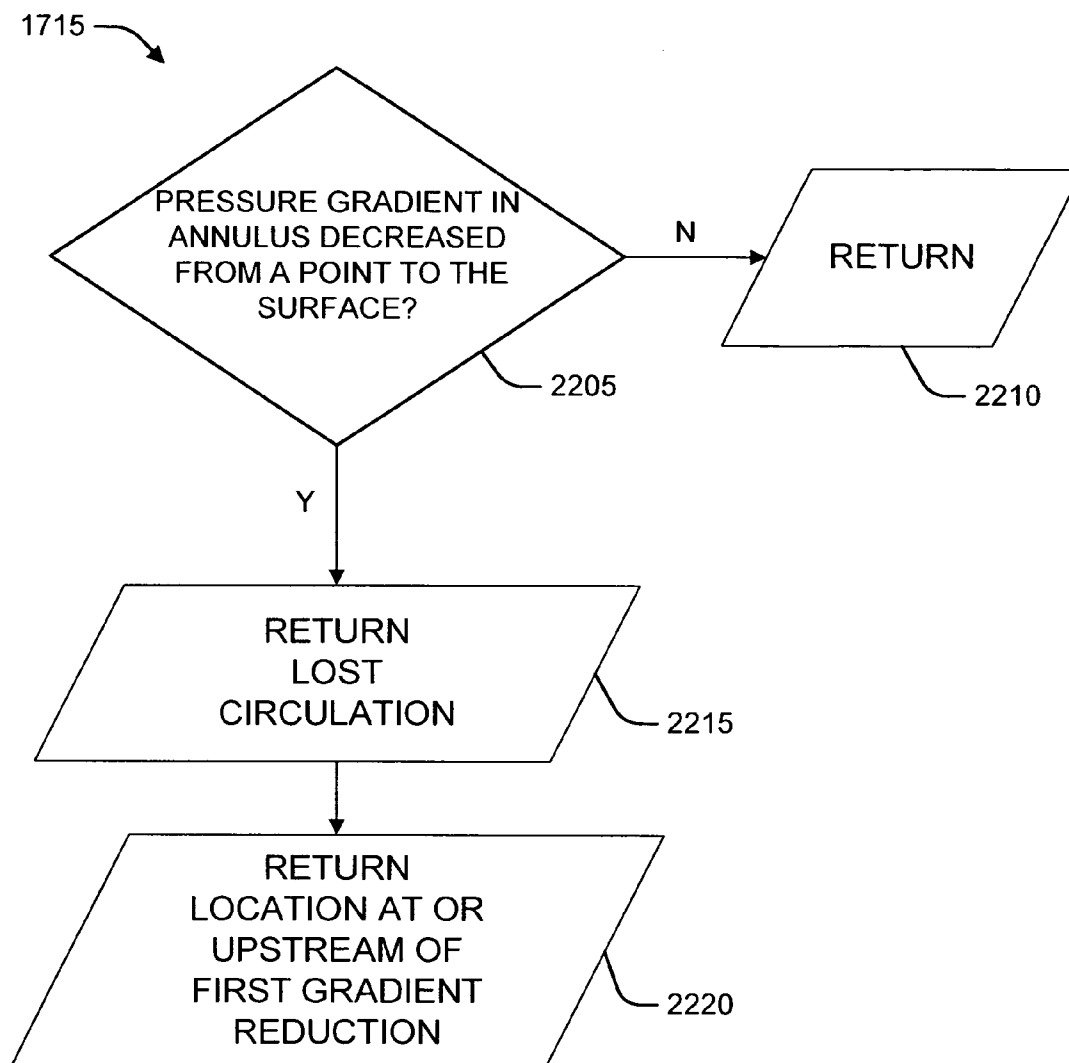 1715
PRESSURE GRADIENT IN
ANNULUS DECREASED
FROM A POINT TO THE
SURFACE?
N
RETURN
2205
2210
Y
RETURN
LOST
CIRCULATION
2215
RETURN
LOCATION AT OR
UPSTREAM OF
FIRST GRADIENT
REDUCTION
2220